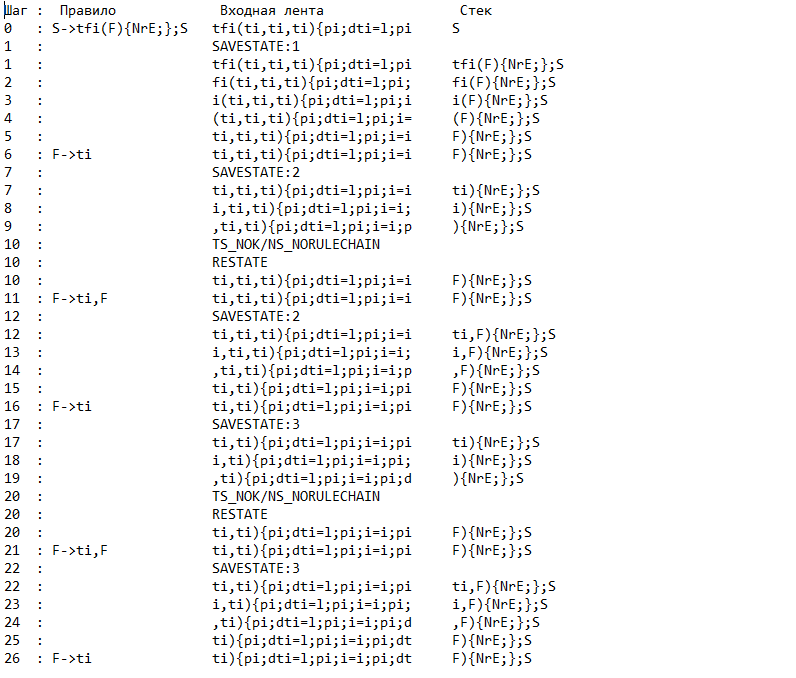 Шаг :  Правило             Входная лента                 Стек
0  : S->tfi(F){NrE;};S   tfi(ti,ti,ti){pi;dti=l;pi     S
1  :                     SAVESTATE:1
1  :                     tfi(ti,ti,ti){pi;dti=l;pi     tfi(F){NrE;};S
2  :                     fi(ti,ti,ti){pi;dti=l;pi;     fi(F){NrE;};S
3  :                     i(ti,ti,ti){pi;dti=l;pi;i     i(F){NrE;};S
4  :                     (ti,ti,ti){pi;dti=l;pi;i=     (F){NrE;};S
5  :                     ti,ti,ti){pi;dti=l;pi;i=i     F){NrE;};S
6  : F->ti               ti,ti,ti){pi;dti=l;pi;i=i     F){NrE;};S
7  :                     SAVESTATE:2
7  :                     ti,ti,ti){pi;dti=l;pi;i=i     ti){NrE;};S
8  :                     i,ti,ti){pi;dti=l;pi;i=i;     i){NrE;};S
9  :                     ,ti,ti){pi;dti=l;pi;i=i;p     ){NrE;};S
10  :                     TS_NOK/NS_NORULECHAIN
10  :                     RESTATE
10  :                     ti,ti,ti){pi;dti=l;pi;i=i     F){NrE;};S
11  : F->ti,F             ti,ti,ti){pi;dti=l;pi;i=i     F){NrE;};S
12  :                     SAVESTATE:2
12  :                     ti,ti,ti){pi;dti=l;pi;i=i     ti,F){NrE;};S
13  :                     i,ti,ti){pi;dti=l;pi;i=i;     i,F){NrE;};S
14  :                     ,ti,ti){pi;dti=l;pi;i=i;p     ,F){NrE;};S
15  :                     ti,ti){pi;dti=l;pi;i=i;pi     F){NrE;};S
16  : F->ti               ti,ti){pi;dti=l;pi;i=i;pi     F){NrE;};S
17  :                     SAVESTATE:3
17  :                     ti,ti){pi;dti=l;pi;i=i;pi     ti){NrE;};S
18  :                     i,ti){pi;dti=l;pi;i=i;pi;     i){NrE;};S
19  :                     ,ti){pi;dti=l;pi;i=i;pi;d     ){NrE;};S
20  :                     TS_NOK/NS_NORULECHAIN
20  :                     RESTATE
20  :                     ti,ti){pi;dti=l;pi;i=i;pi     F){NrE;};S
21  : F->ti,F             ti,ti){pi;dti=l;pi;i=i;pi     F){NrE;};S
22  :                     SAVESTATE:3
22  :                     ti,ti){pi;dti=l;pi;i=i;pi     ti,F){NrE;};S
23  :                     i,ti){pi;dti=l;pi;i=i;pi;     i,F){NrE;};S
24  :                     ,ti){pi;dti=l;pi;i=i;pi;d     ,F){NrE;};S
25  :                     ti){pi;dti=l;pi;i=i;pi;dt     F){NrE;};S
26  : F->ti               ti){pi;dti=l;pi;i=i;pi;dt     F){NrE;};S